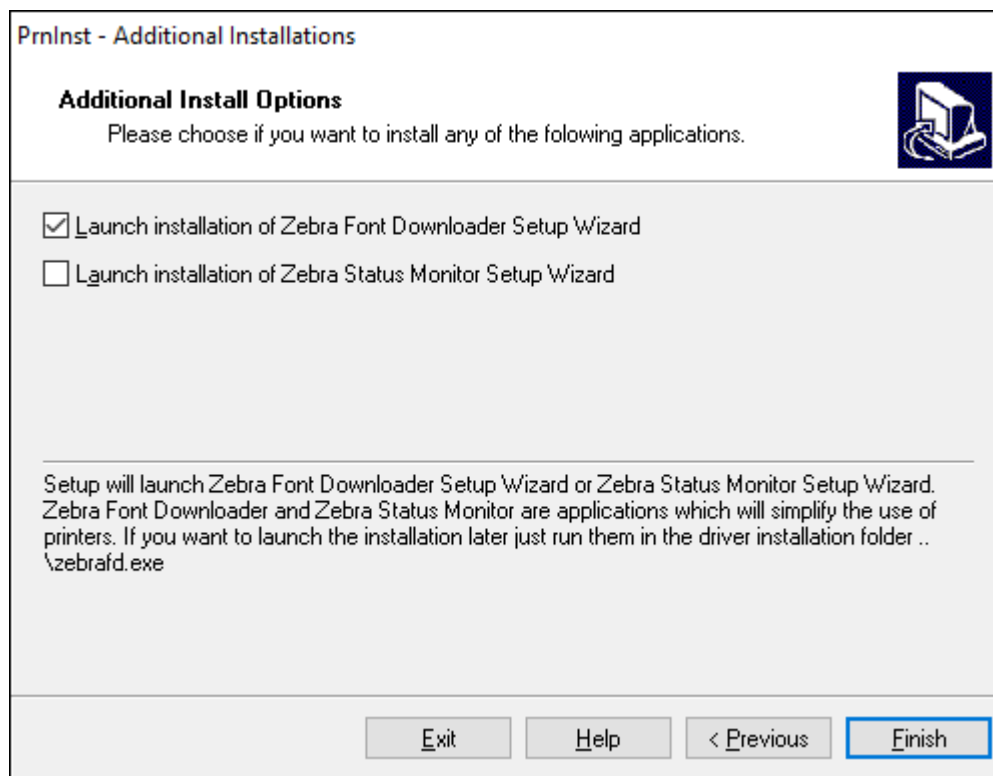 PrnInst - Additional Installations
Additional Install Options
Please choose if you want to install any of the folowing applications.
Launch installation of Zebra Font Downloader Setup Wizard
Launch installation of Zebra Status Monitor Setup Wizard
Setup will launch Zebra Font Downloader Setup Wizard or Zebra Status Monitor Setup Wizard.
Zebra Font Downloader and Zebra Status Monitor are applications which will simplify the use of
printers. If you want to launch the installation later just run them in the driver installation folder ..
\zebrafd.exe
Exit Help < Previous Finish